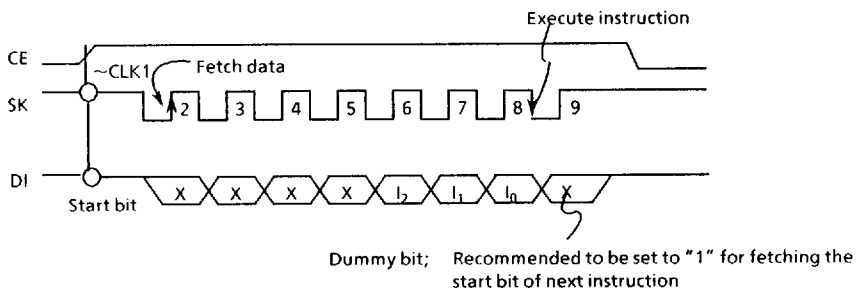 Execute instruction
CE
~CLK1
Fetch data
SK
2 3 4 5 6 7 8 9
DI
Start bit
X X X X I2 I1 I0 X
Dummy bit; Recommended to be set to "1" for fetching the
start bit of next instruction